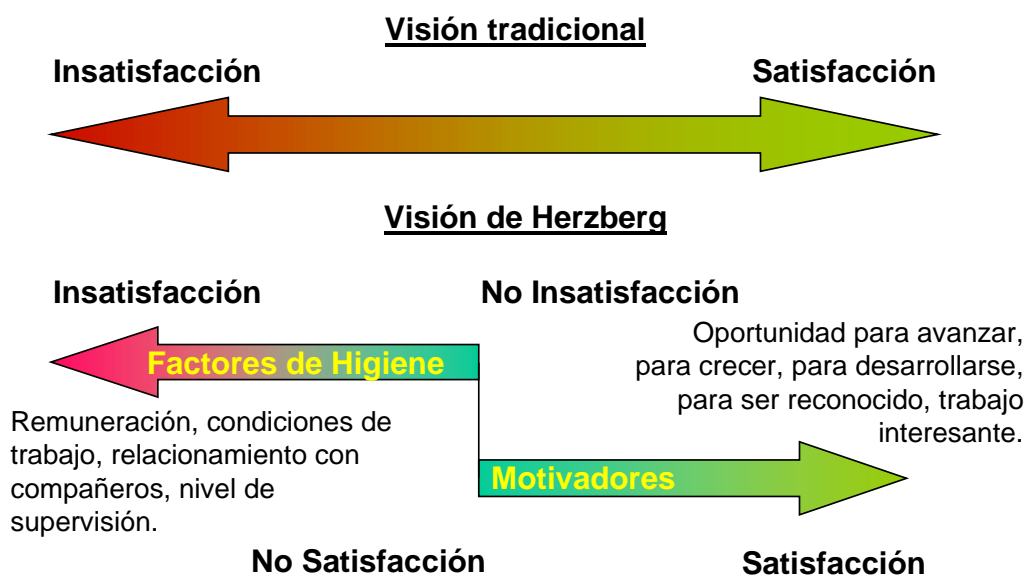 Visión tradicional
Insatisfacción
Satisfacción
Visión de Herzberg
Insatisfacción
No Insatisfacción
Factores de Higiene
Remuneración, condiciones de
trabajo, relacionamiento con
compañeros, nivel de
supervisión.
Oportunidad para avanzar,
para crecer, para desarrollarse,
para ser reconocido, trabajo
interesante.
Motivadores
No Satisfacción
Satisfacción